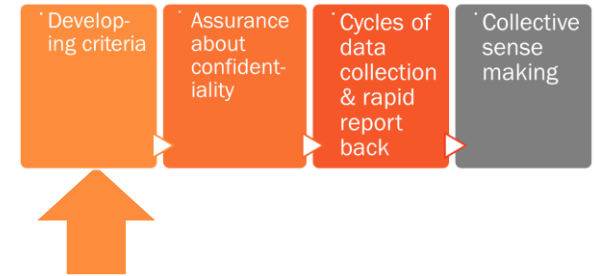 · Develop-
ing criteria
· Assurance
about
confident-
iality
· Cycles of
data
collection
& rapid
report
back
· Collective
sense
making